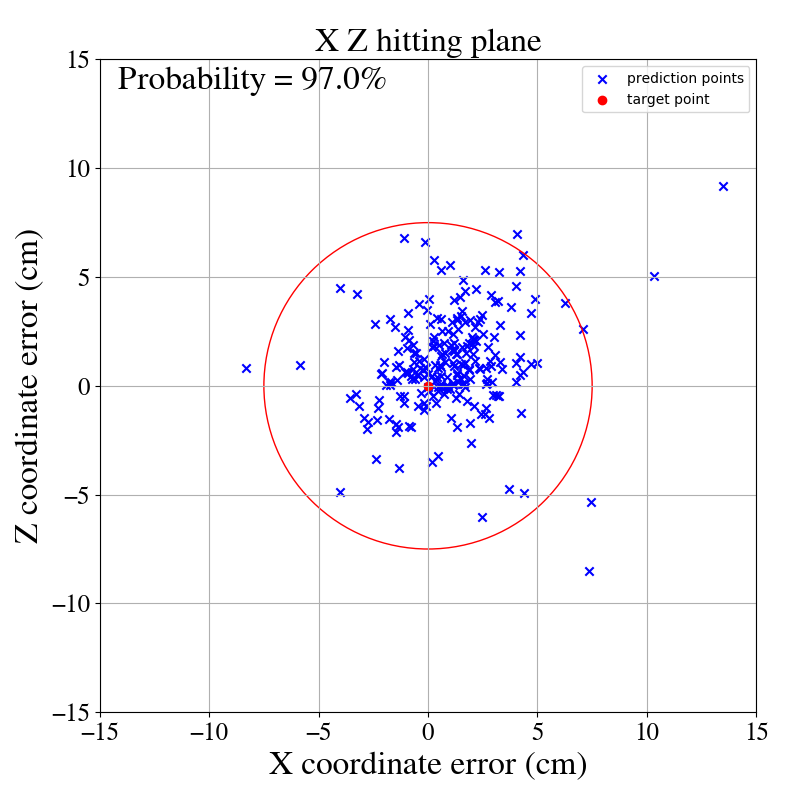 X Z hitting plane
Probability = 97.0%
prediction points
target point
15
10
5
0
−5
−10
−15
−15
−10
−5
0
5
10
15
Z coordinate error (cm)
X coordinate error (cm)